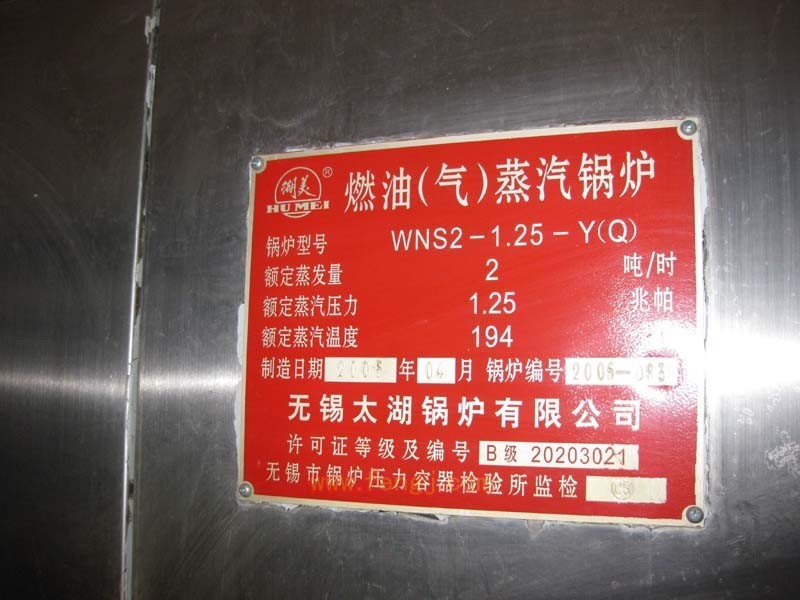 湖美 ®
HU MEI
燃油(气)蒸汽锅炉
锅炉型号 WNS2-1.25-Y(Q)
额定蒸发量 2 吨/时
额定蒸汽压力 1.25 兆帕
额定蒸汽温度 194
制造日期 2005 年 04 月 锅炉编号
无锡太湖锅炉有限公司
许可证等级及编号 B级 20203021
无锡市锅炉压力容器检验所监检